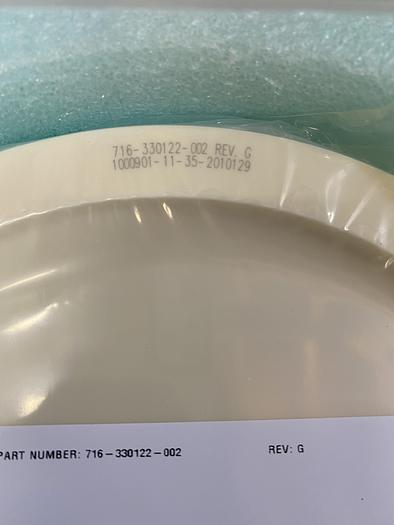 716-330122-002 REV. G
1000901-11-35-2010129
PART NUMBER: 716-330122-002 REV: G